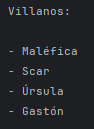 Villanos:
- Maléfica
- Scar
- Úrsula
- Gastón